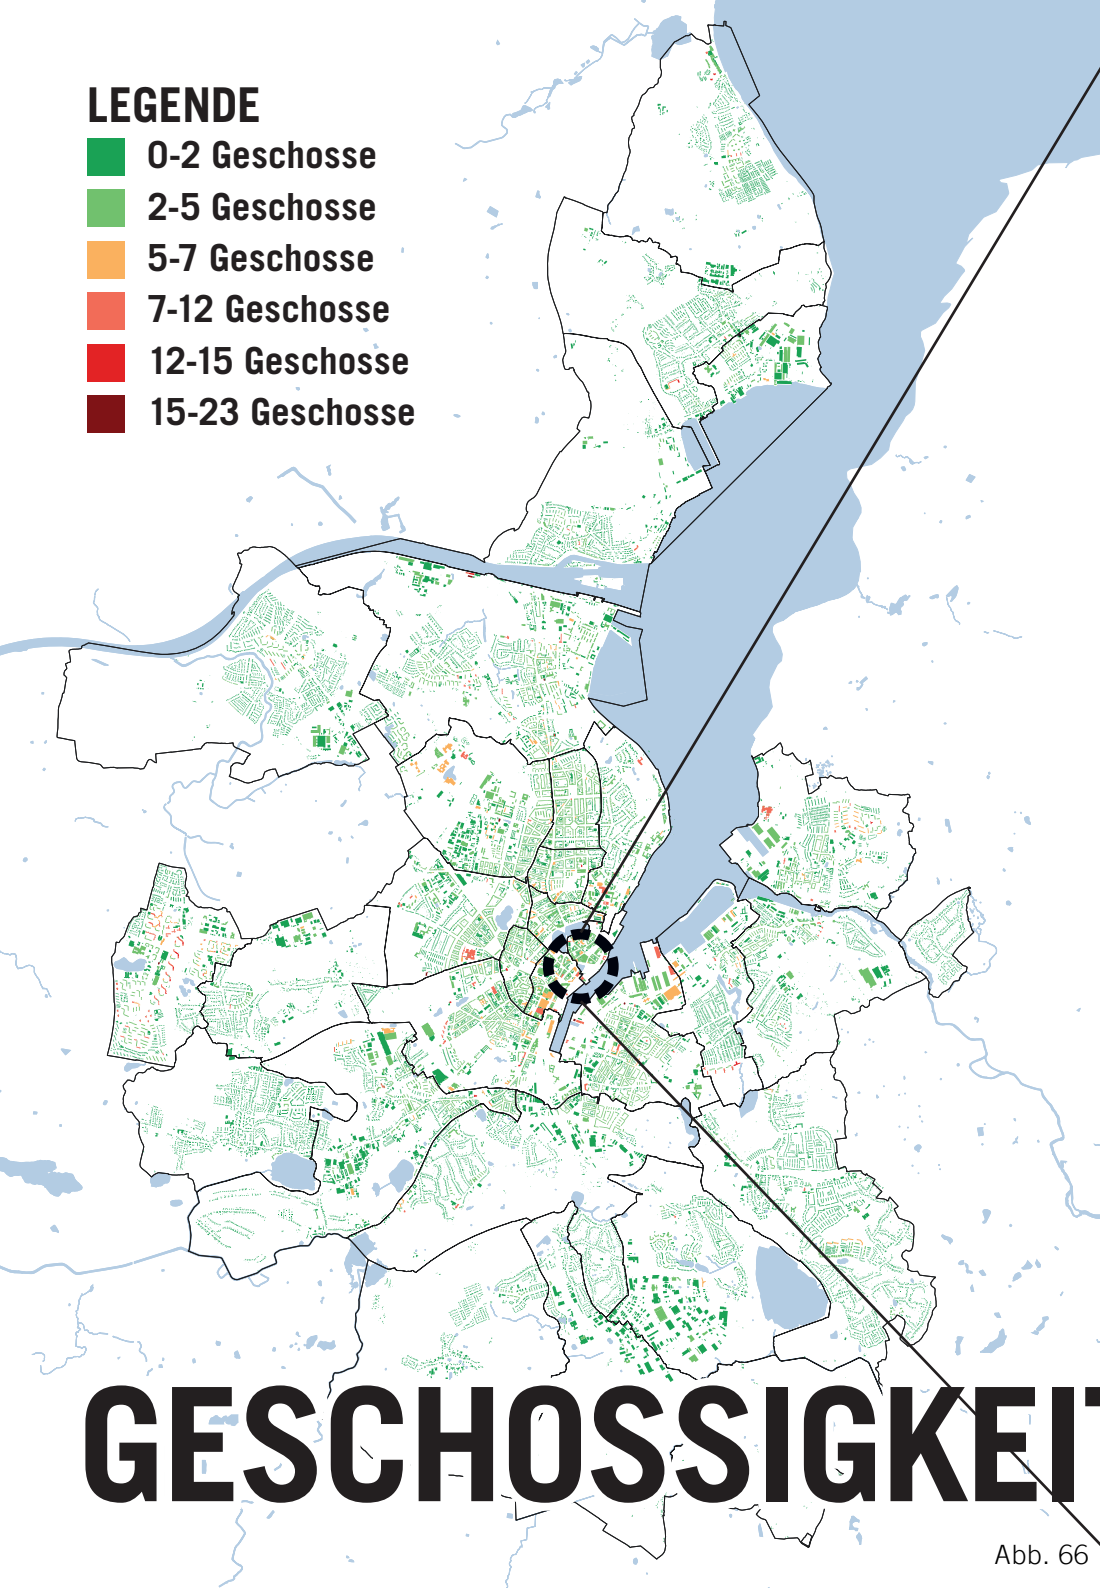 LEGENDE
0-2 Geschosse
2-5 Geschosse
5-7 Geschosse
7-12 Geschosse
12-15 Geschosse
15-23 Geschosse
GESCHOSSIGKEIT
Abb. 66